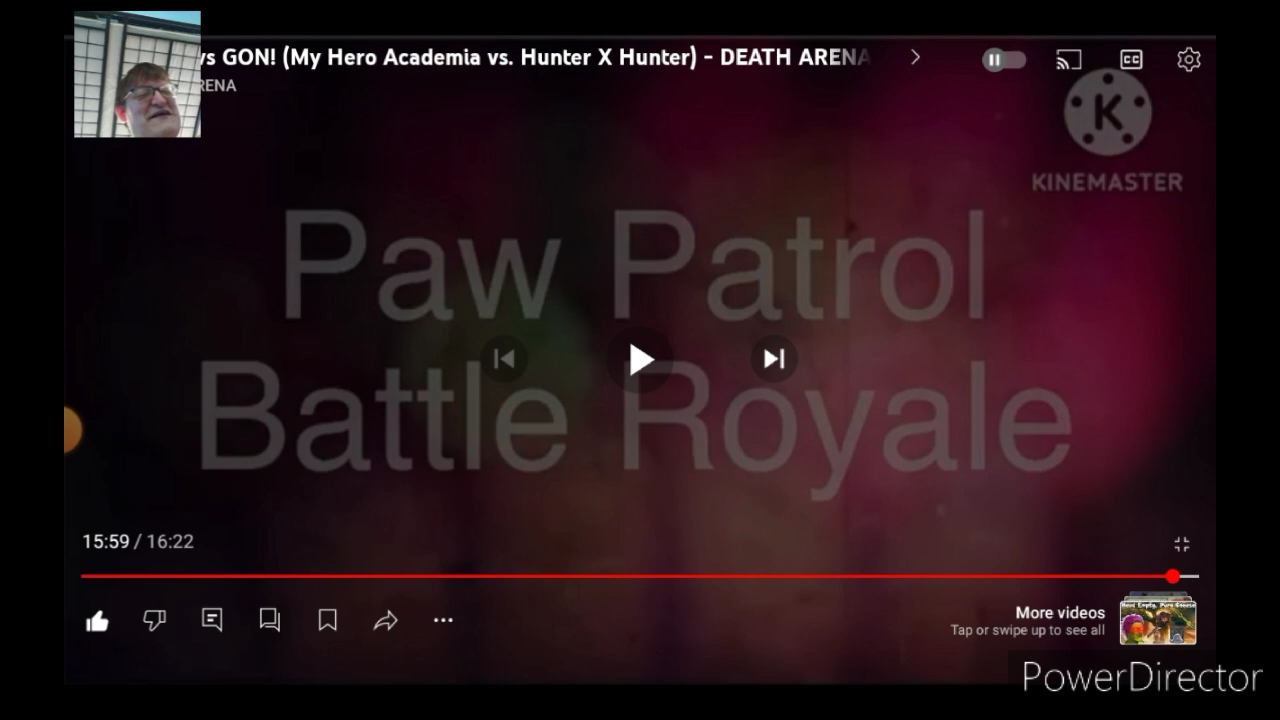 vs GON! (My Hero Academia vs. Hunter X Hunter) - DEATH ARENA
RENA
K
KINEMASTER
CC
Paw Patrol
Battle Royale
15:59 / 16:22
More videos
Tap or swipe up to see all
PowerDirector